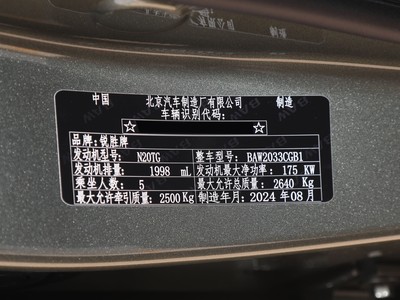 中国 北京汽车制造厂有限公司 制造
车辆识别代码:
☆ ☆
品牌 锐胜牌
发动机型号: N20TG 整车型号: BAW2033CGB1
发动机排量: 1998 mL 发动机最大净功率: 175 KW
乘坐人数: 5 最大允许总质量: 2640 Kg
最大允许牵引质量: 2500 Kg 制造年月: 2024 年 08 月